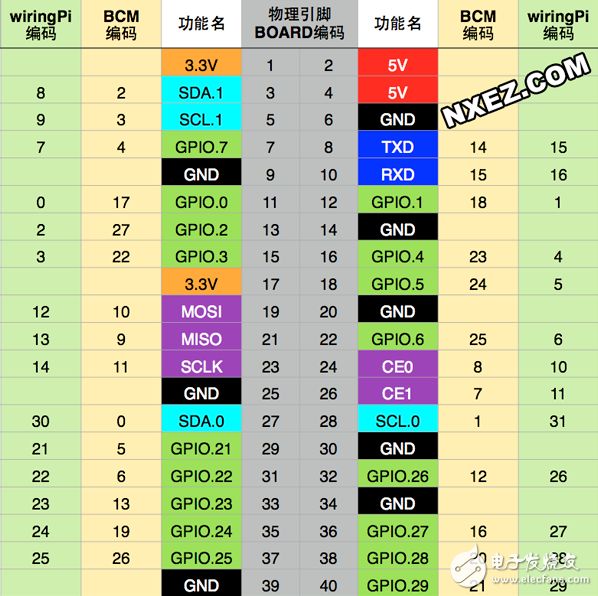 wiringPi 编码 BCM 编码 功能名 物理引脚 BOARD编码 功能名 BCM 编码 wiringPi 编码
3.3V 1 2 5V
8 2 SDA.1 3 4 5V
9 3 SCL.1 5 6 GND
7 4 GPIO.7 7 8 TXD 14 15
GND 9 10 RXD 15 16
0 17 GPIO.0 11 12 GPIO.1 18 1
2 27 GPIO.2 13 14 GND
3 22 GPIO.3 15 16 GPIO.4 23 4
3.3V 17 18 GPIO.5 24 5
12 10 MOSI 19 20 GND
13 9 MISO 21 22 GPIO.6 25 6
14 11 SCLK 23 24 CE0 8 10
GND 25 26 CE1 7 11
30 0 SDA.0 27 28 SCL.0 1 31
21 5 GPIO.21 29 30 GND
22 6 GPIO.22 31 32 GPIO.26 12 26
23 13 GPIO.23 33 34 GND
24 19 GPIO.24 35 36 GPIO.27 16 27
25 26 GPIO.25 37 38 GPIO.28 20 28
GND 39 40 GPIO.29 21 29
NXEZ.COM
电子发烧友
www.elecfans.com